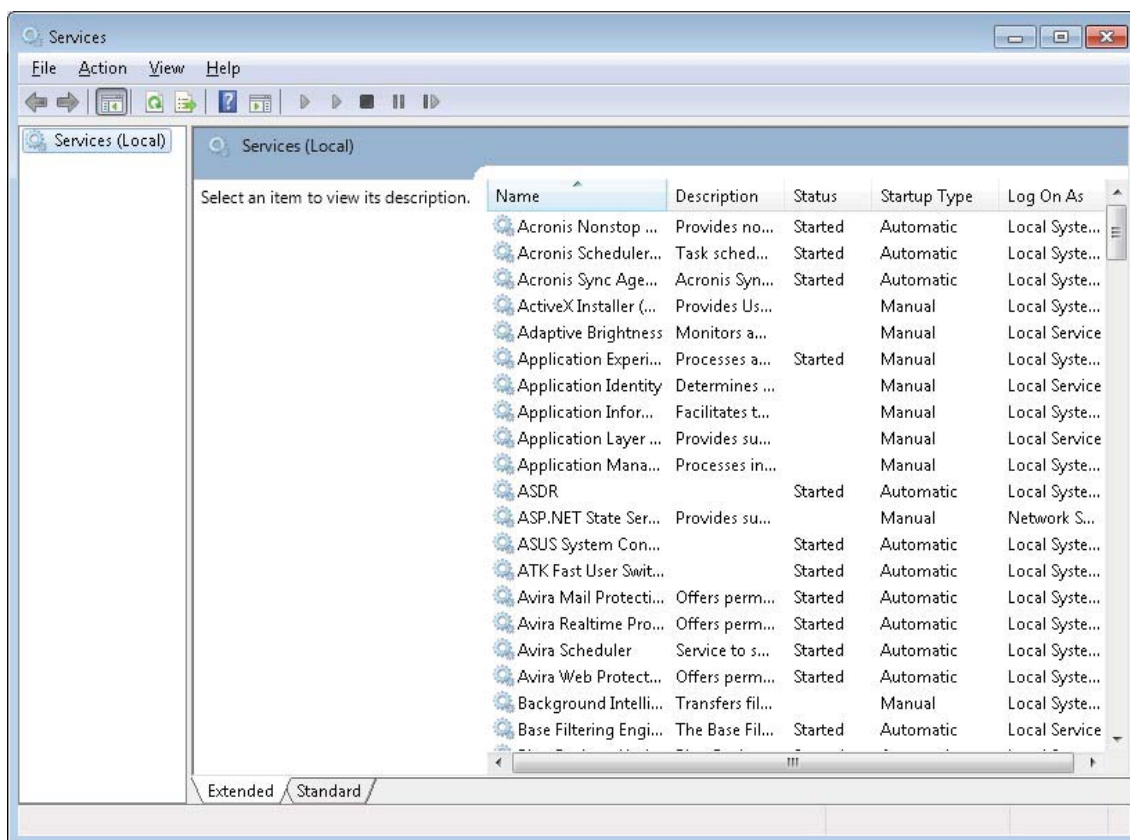 Services
File Action View Help
Services (Local)
Services (Local)
Select an item to view its description.
Name Description Status Startup Type Log On As
Acronis Nonstop ... Provides no... Started Automatic Local Syste...
Acronis Scheduler... Task sched... Started Automatic Local Syste...
Acronis Sync Age... Acronis Syn... Started Automatic Local Syste...
ActiveX Installer (... Provides Us... Manual Local Syste...
Adaptive Brightness Monitors a... Manual Local Service
Application Experi... Processes a... Started Manual Local Syste...
Application Identity Determines ... Manual Local Service
Application Infor... Facilitates t... Manual Local Syste...
Application Layer ... Provides su... Manual Local Service
Application Mana... Processes in... Manual Local Syste...
ASDR Started Automatic Local Syste...
ASP.NET State Ser... Provides su... Manual Network S...
ASUS System Con... Started Automatic Local Syste...
ATK Fast User Swit... Started Automatic Local Syste...
Avira Mail Protecti... Offers perm... Started Automatic Local Syste...
Avira Realtime Pro... Offers perm... Started Automatic Local Syste...
Avira Scheduler Service to s... Started Automatic Local Syste...
Avira Web Protect... Offers perm... Started Automatic Local Syste...
Background Intelli... Transfers fil... Manual Local Syste...
Base Filtering Engi... The Base Fil... Started Automatic Local Service
Extended Standard